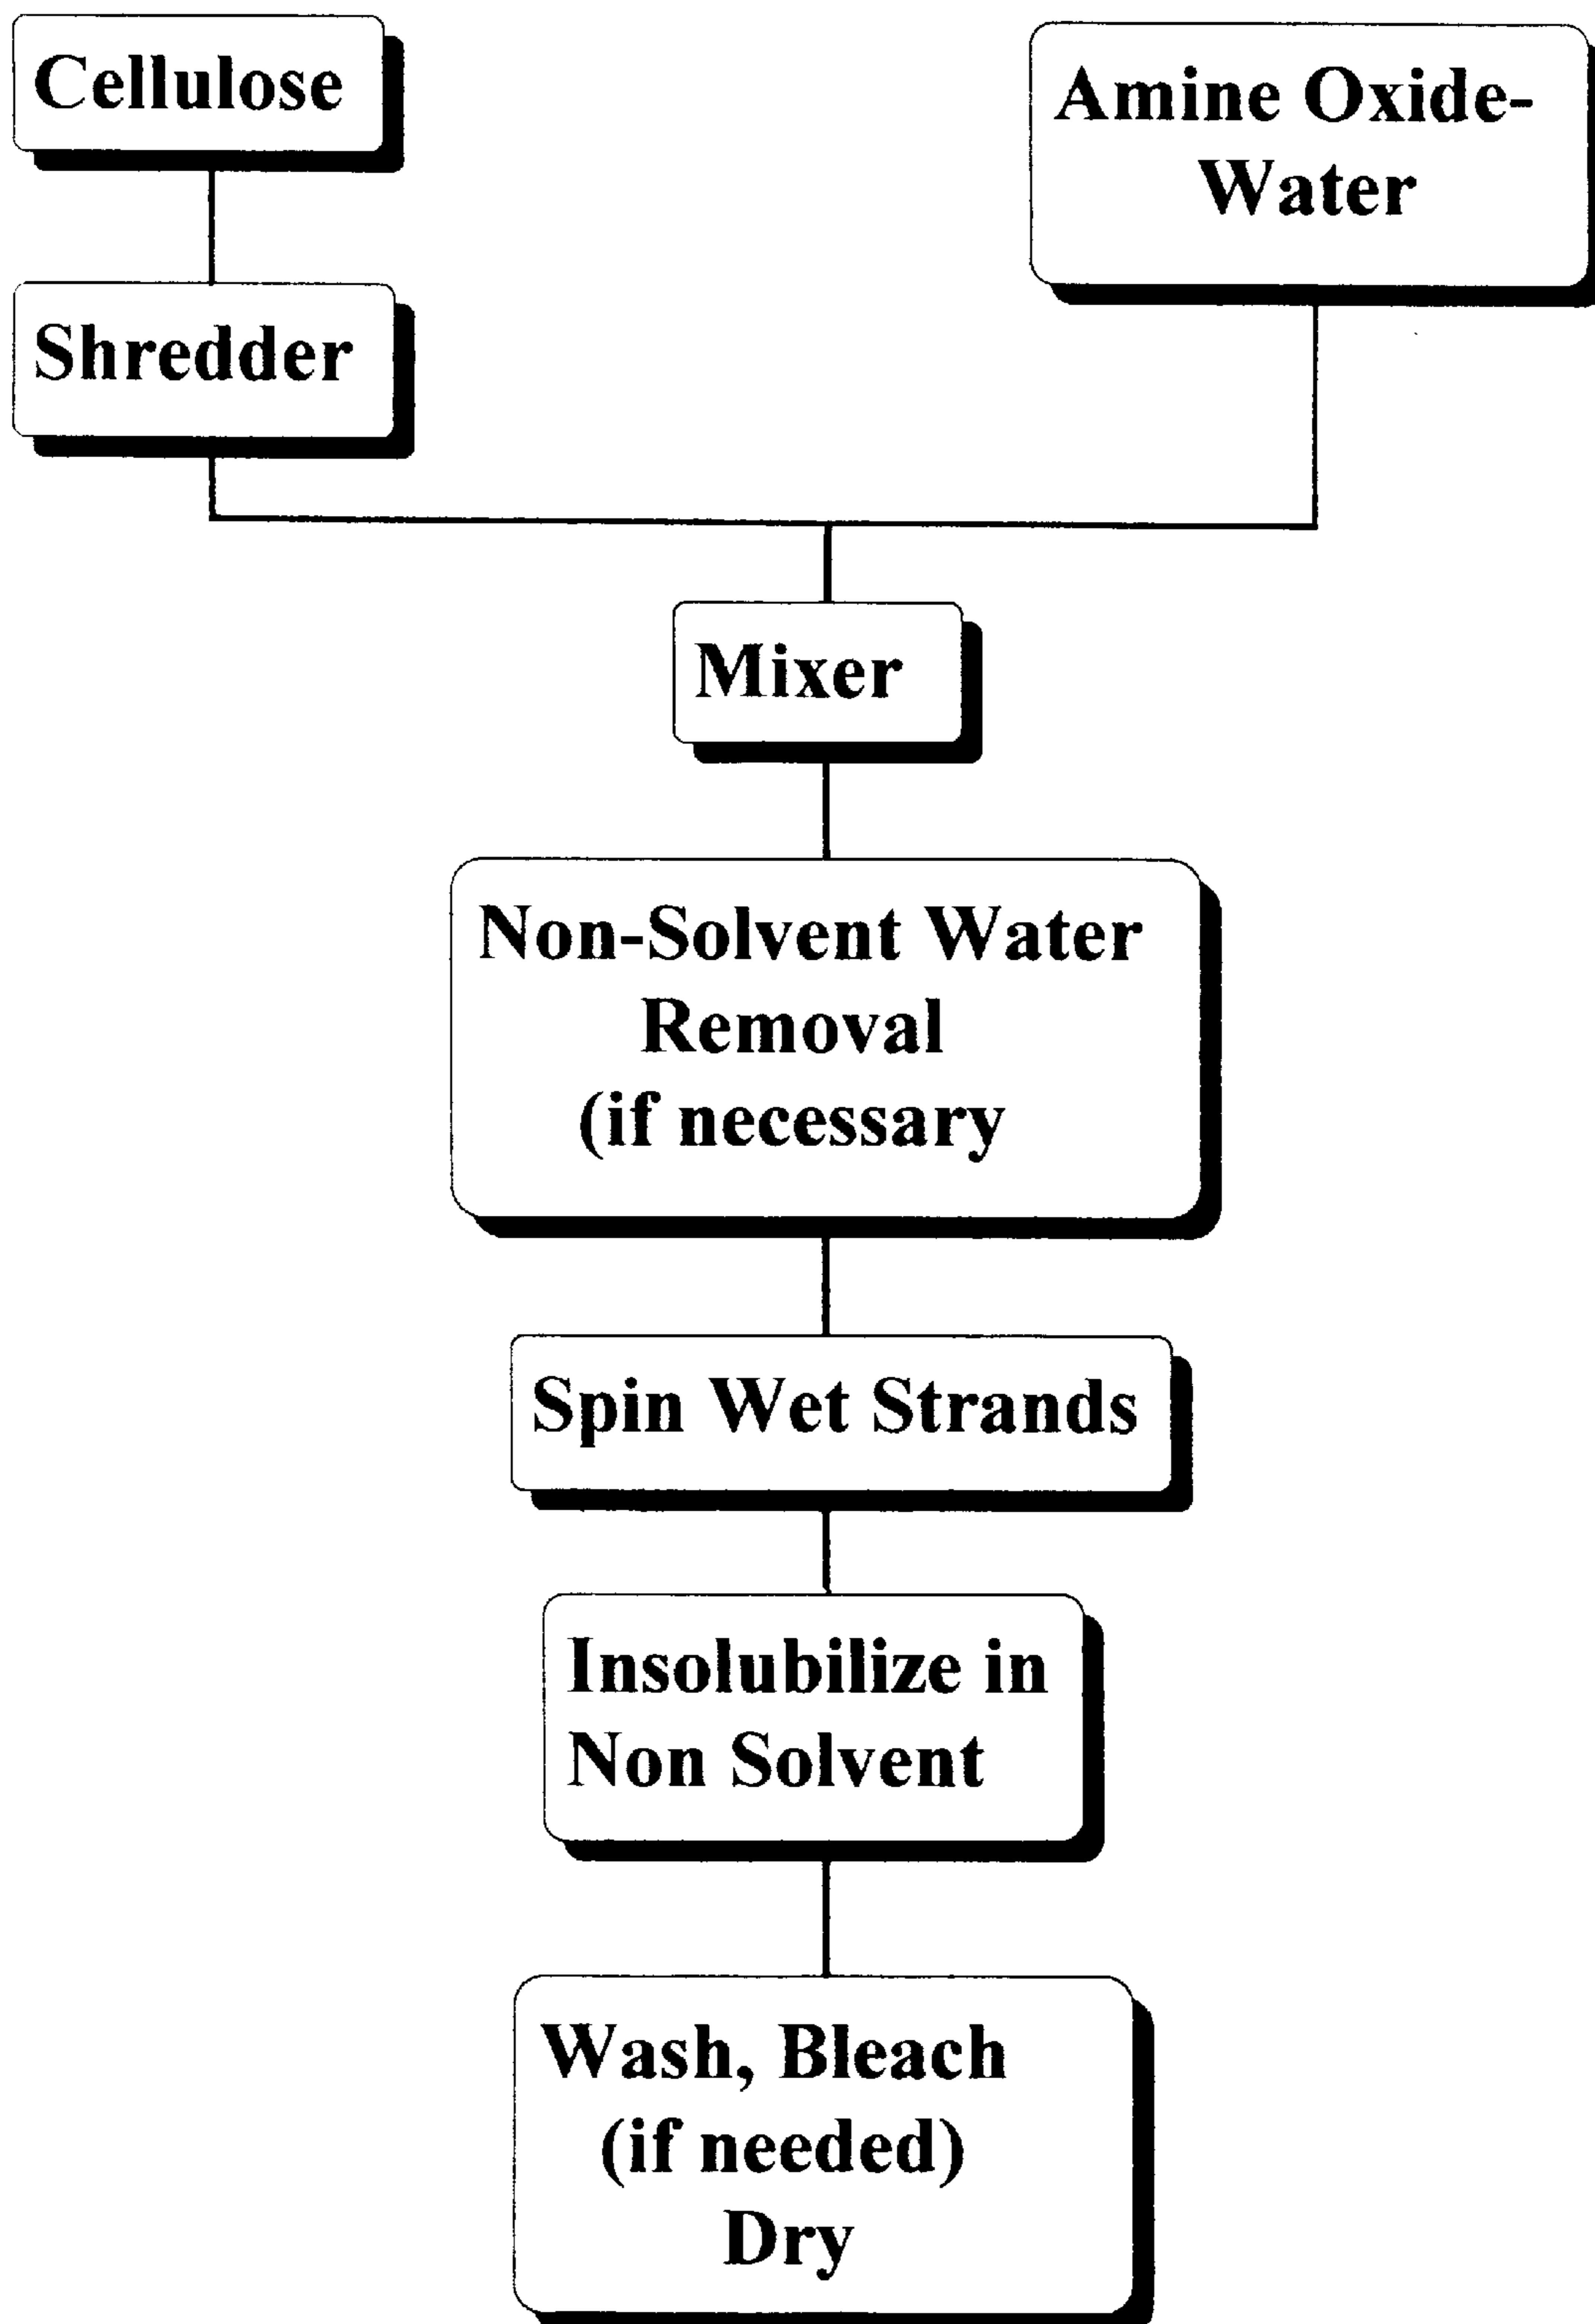 Cellulose
Amine Oxide-
Water
Shredder
Mixer
Non-Solvent Water
Removal
(if necessary
Spin Wet Strands
Insolubilize in
Non Solvent
Wash, Bleach
(if needed)
Dry